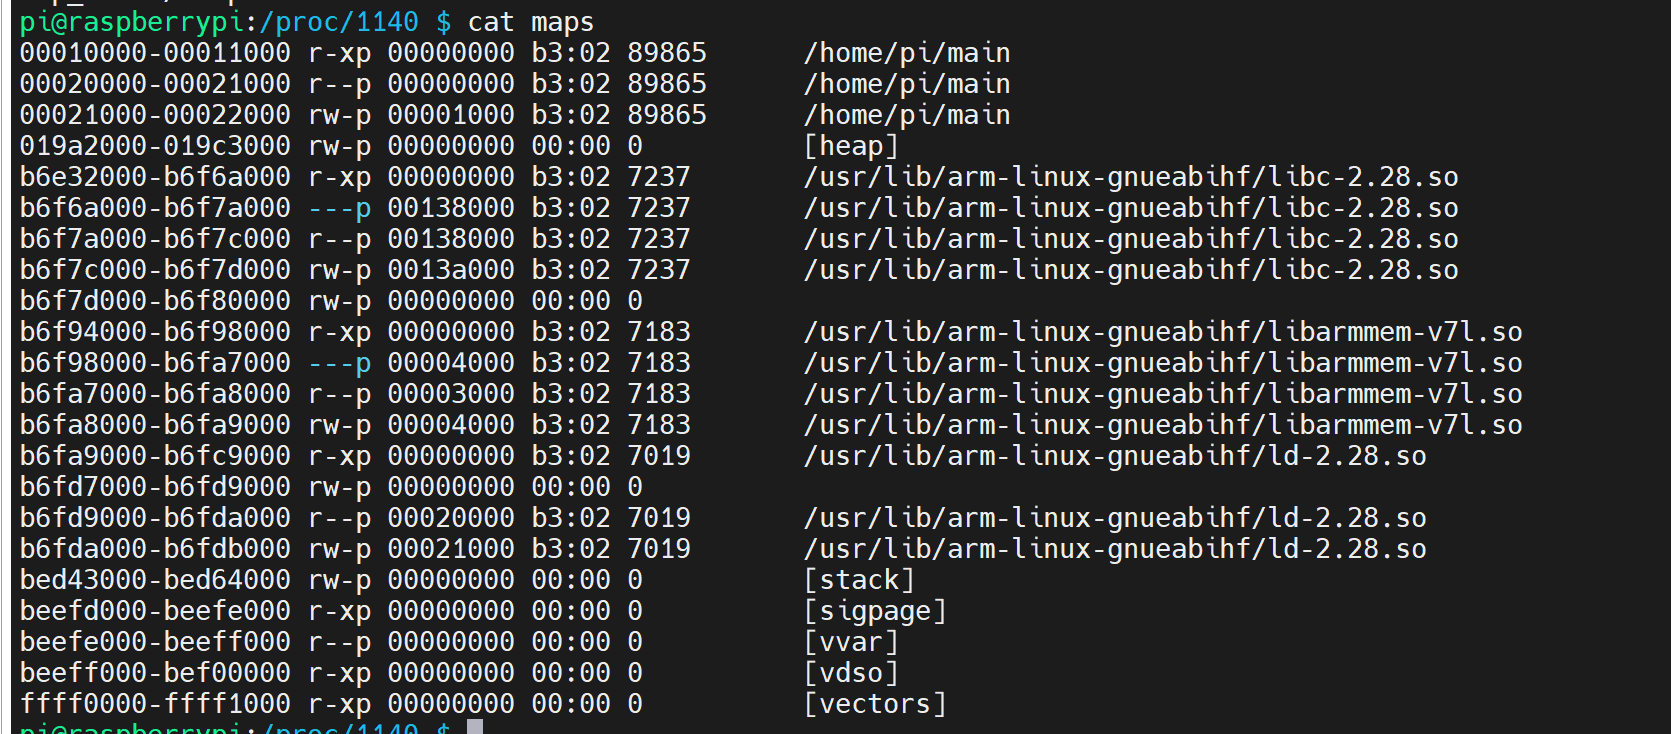 pi@raspberrypi:/proc/1140 $ cat maps
00010000-00011000 r-xp 00000000 b3:02 89865      /home/pi/main
00020000-00021000 r--p 00000000 b3:02 89865      /home/pi/main
00021000-00022000 rw-p 00001000 b3:02 89865      /home/pi/main
019a2000-019c3000 rw-p 00000000 00:00 0          [heap]
b6e32000-b6f6a000 r-xp 00000000 b3:02 7237       /usr/lib/arm-linux-gnueabihf/libc-2.28.so
b6f6a000-b6f7a000 ---p 00138000 b3:02 7237       /usr/lib/arm-linux-gnueabihf/libc-2.28.so
b6f7a000-b6f7c000 r--p 00138000 b3:02 7237       /usr/lib/arm-linux-gnueabihf/libc-2.28.so
b6f7c000-b6f7d000 rw-p 0013a000 b3:02 7237       /usr/lib/arm-linux-gnueabihf/libc-2.28.so
b6f7d000-b6f80000 rw-p 00000000 00:00 0
b6f94000-b6f98000 r-xp 00000000 b3:02 7183       /usr/lib/arm-linux-gnueabihf/libarmmem-v7l.so
b6f98000-b6fa7000 ---p 00004000 b3:02 7183       /usr/lib/arm-linux-gnueabihf/libarmmem-v7l.so
b6fa7000-b6fa8000 r--p 00003000 b3:02 7183       /usr/lib/arm-linux-gnueabihf/libarmmem-v7l.so
b6fa8000-b6fa9000 rw-p 00004000 b3:02 7183       /usr/lib/arm-linux-gnueabihf/libarmmem-v7l.so
b6fa9000-b6fc9000 r-xp 00000000 b3:02 7019       /usr/lib/arm-linux-gnueabihf/ld-2.28.so
b6fd7000-b6fd9000 rw-p 00000000 00:00 0
b6fd9000-b6fda000 r--p 00020000 b3:02 7019       /usr/lib/arm-linux-gnueabihf/ld-2.28.so
b6fda000-b6fdb000 rw-p 00021000 b3:02 7019       /usr/lib/arm-linux-gnueabihf/ld-2.28.so
bed43000-bed64000 rw-p 00000000 00:00 0          [stack]
beefd000-beefe000 r-xp 00000000 00:00 0          [sigpage]
beefe000-beeff000 r--p 00000000 00:00 0          [vvar]
beeff000-bef00000 r-xp 00000000 00:00 0          [vdso]
ffff0000-ffff1000 r-xp 00000000 00:00 0          [vectors]
pi@raspberrypi:/proc/1140 $